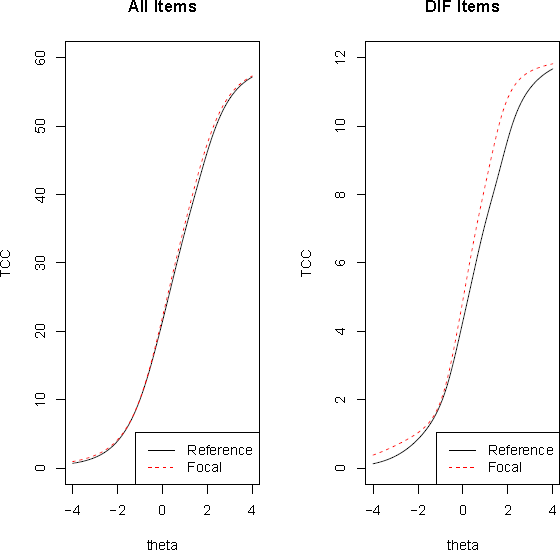 All Items
TCC
60
50
40
30
20
10
0
Reference
Focal
−4 −2 0 2 4
theta
DIF Items
TCC
12
10
8
6
4
2
0
Reference
Focal
−4 −2 0 2 4
theta